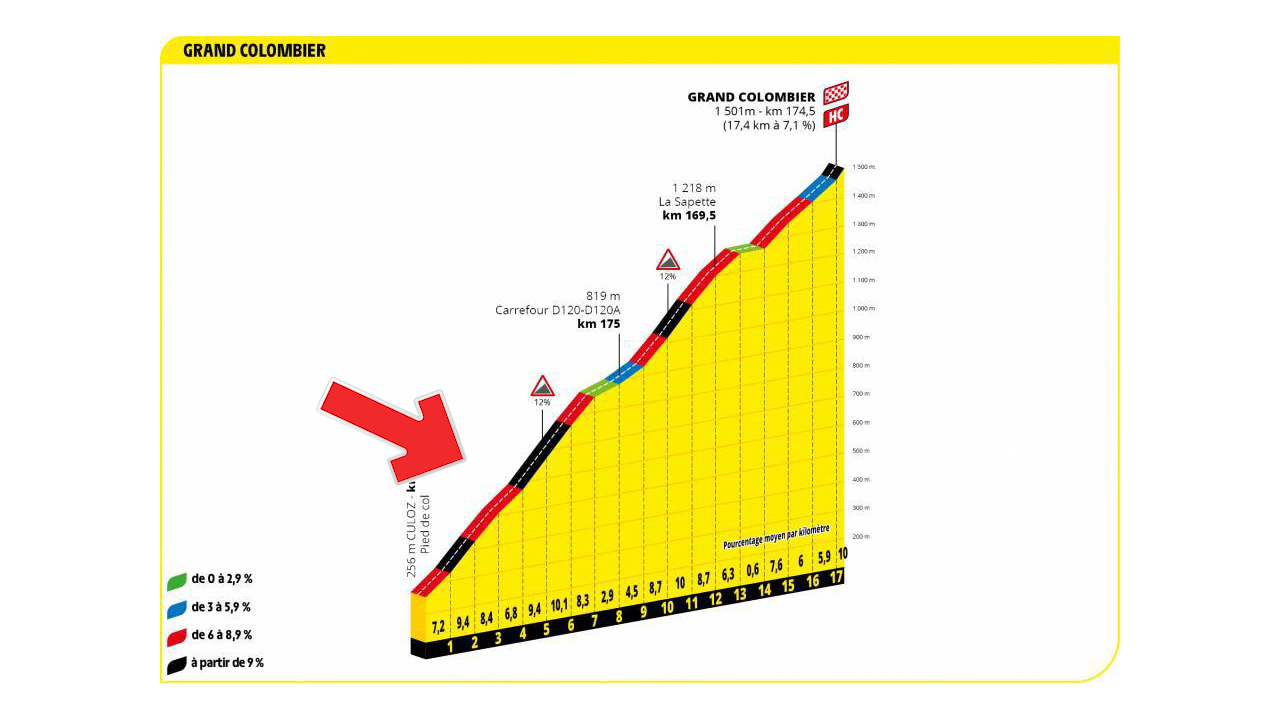 GRAND COLOMBIER
GRAND COLOMBIER
1 501m - km 174,5
(17,4 km à 7,1 %)
HC
1 218 m
La Sapette
km 169,5
12%
819 m
Carrefour D120-D120A
km 175
12%
256 m CULOZ -
Pied de col
1 500 m
1 400 m
1 300 m
1 200 m
1 100 m
1 000 m
900 m
800 m
700 m
600 m
500 m
400 m
300 m
200 m
Pourcentage moyen par kilomètre
7,2 9,4 8,4 6,8 9,4 10,1 8,3 2,9 4,5 8,7 10 8,7 6,3 0,6 7,6 6 5,9 10
1 2 3 4 5 6 7 8 9 10 11 12 13 14 15 16 17
de 0 à 2,9 %
de 3 à 5,9 %
de 6 à 8,9 %
à partir de 9 %